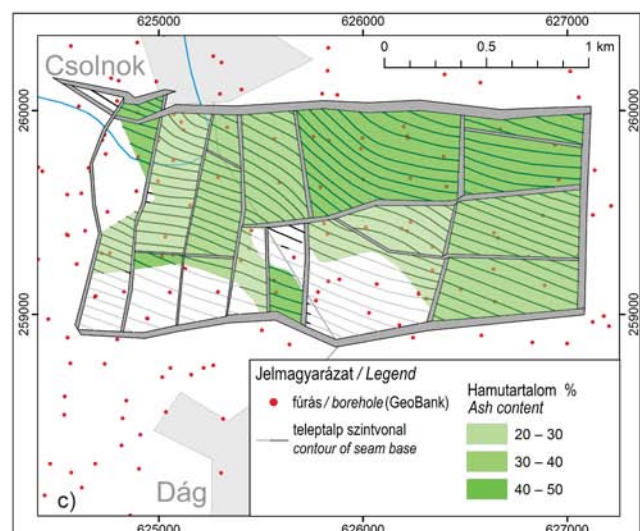 625000 626000 627000
Csolnok
0 0.5 1 km
260000 260000
259000 259000
Jelmagyarázat / Legend
fúrás / borehole (GeoBank)
teleptalp szintvonal
contour of seam base
Hamutartalom %
Ash content
20 – 30
30 – 40
40 – 50
Dág
c)
625000 626000 627000